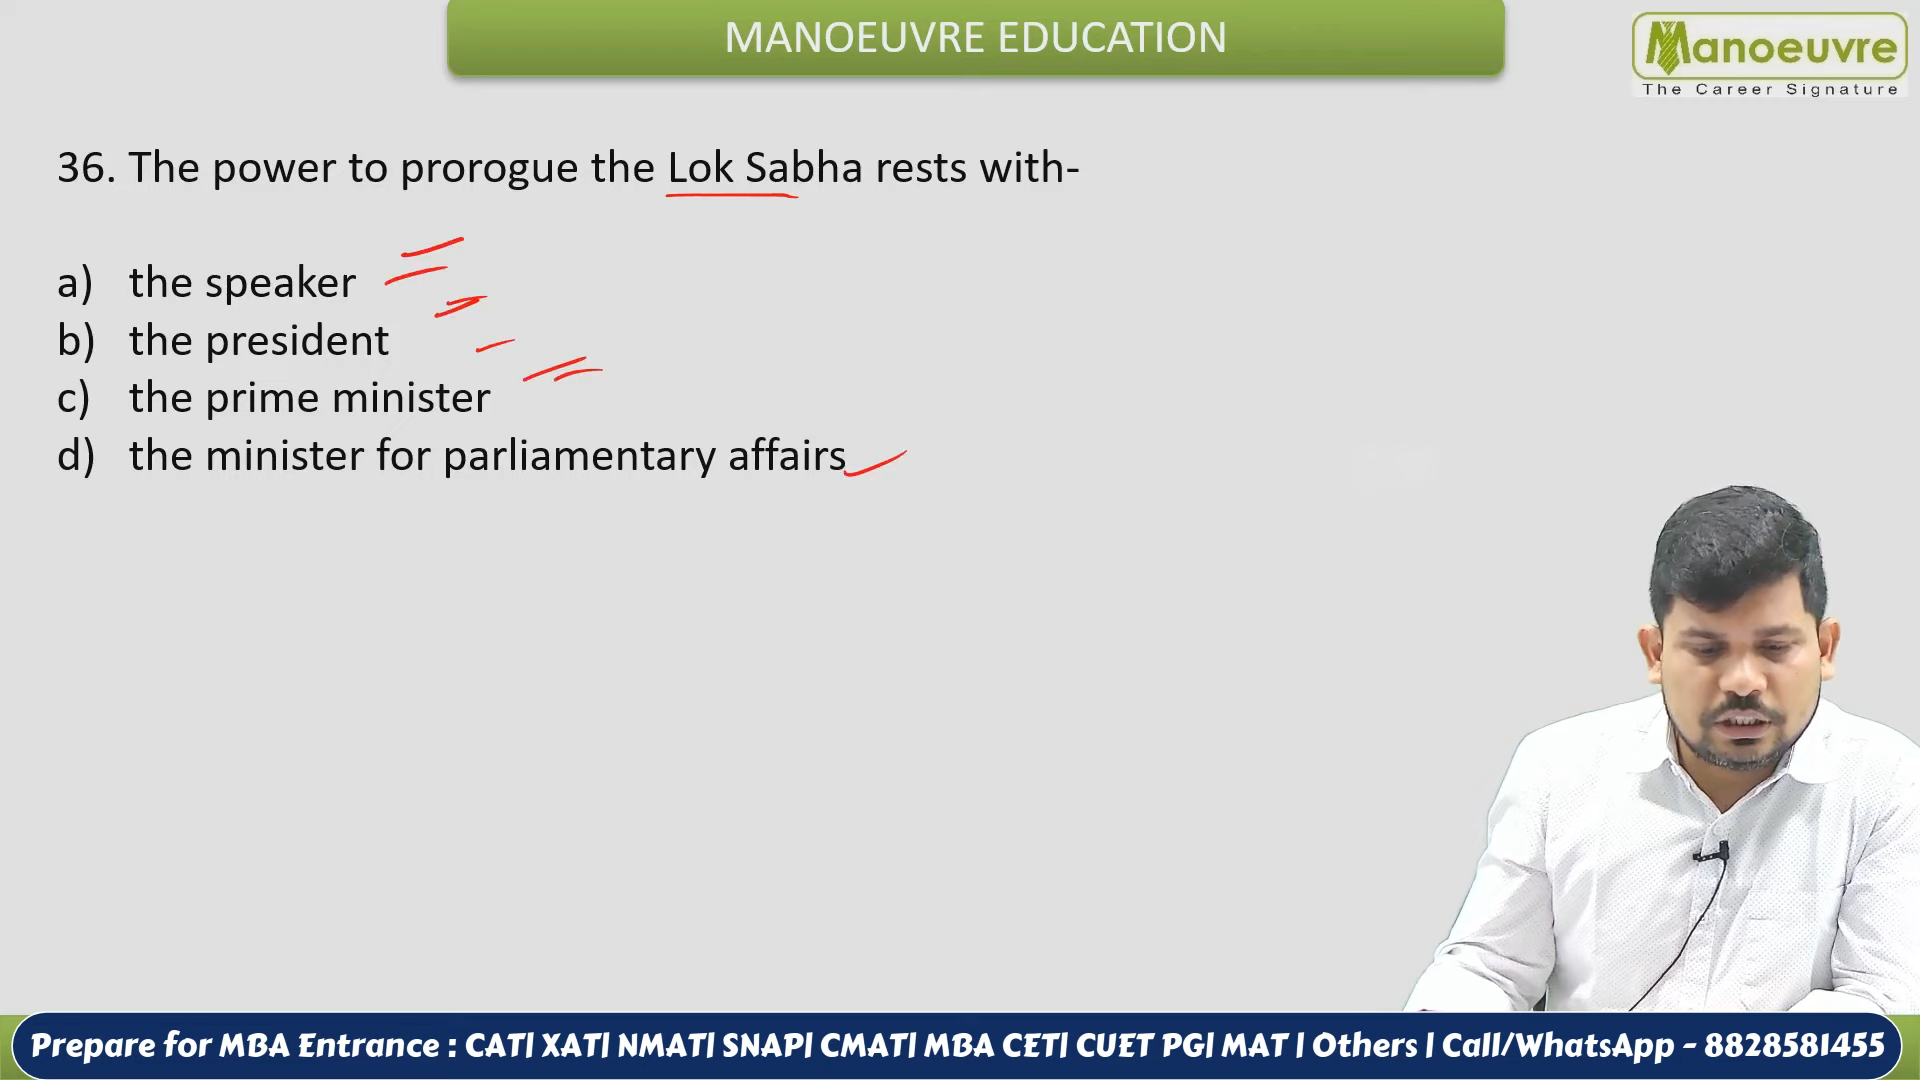 MANOEUVRE EDUCATION
Manoeuvre
The Career Signature
36. The power to prorogue the Lok Sabha rests with-
a) the speaker
b) the president
c) the prime minister
d) the minister for parliamentary affairs
Prepare for MBA Entrance : CAT| XAT| NMAT| SNAP| CMAT| MBA CET| CUET PG| MAT | Others | Call/WhatsApp - 8828581455